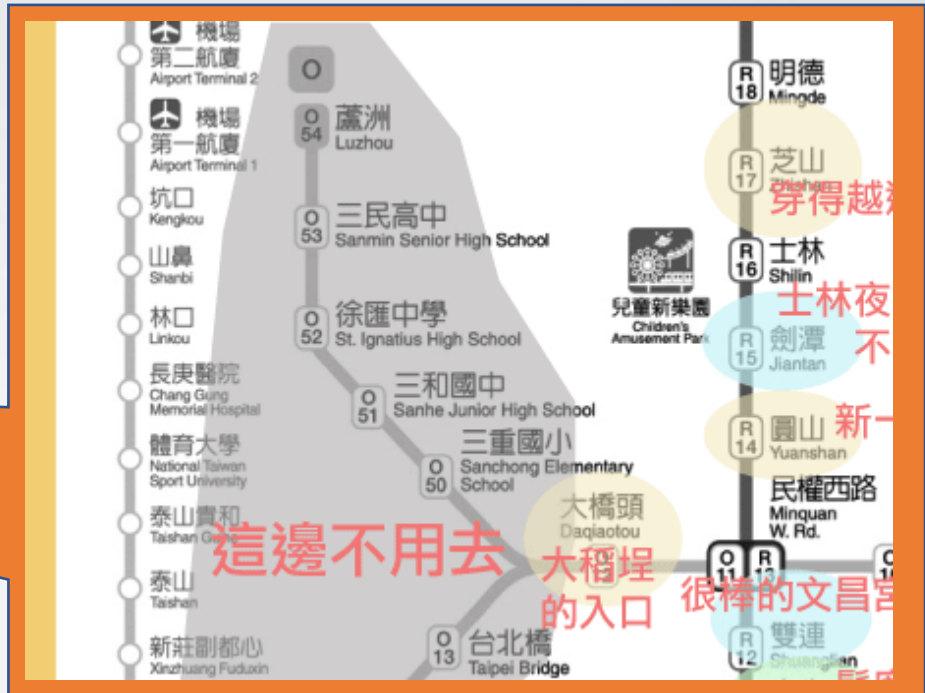 機場
第二航廈
Airport Terminal 2
機場
第一航廈
Airport Terminal 1
坑口
Kengkou
山鼻
Shanbi
林口
Linkou
長庚醫院
Chang Gung
Memorial Hospital
體育大學
National Taiwan
Sport University
泰山貴和
Taishan
泰山
Taishan
新莊副都心
Xinzhuang Fuduxin
O
O
54
蘆洲
Luzhou
O
53
三民高中
Sanmin Senior High School
O
52
徐匯中學
St. Ignatius High School
O
51
三和國中
Sanhe Junior High School
O
50
三重國小
Sanchong Elementary
School
大橋頭
Daqiaotou
這邊不用去
大稻埕
的入口
O
13
台北橋
Taipei Bridge
兒童新樂園
Children's
Amusement Park
R
18
明德
Mingde
R
17
芝山
Zhishan
穿得越
R
16
士林
Shilin
士林夜
不
R
15
劍潭
Jiantan
R
14
圓山
Yuanshan
新一
民權西路
Minquan
W. Rd.
O
11
R
13
很棒的文昌宮
R
12
雙連
Shuanglian